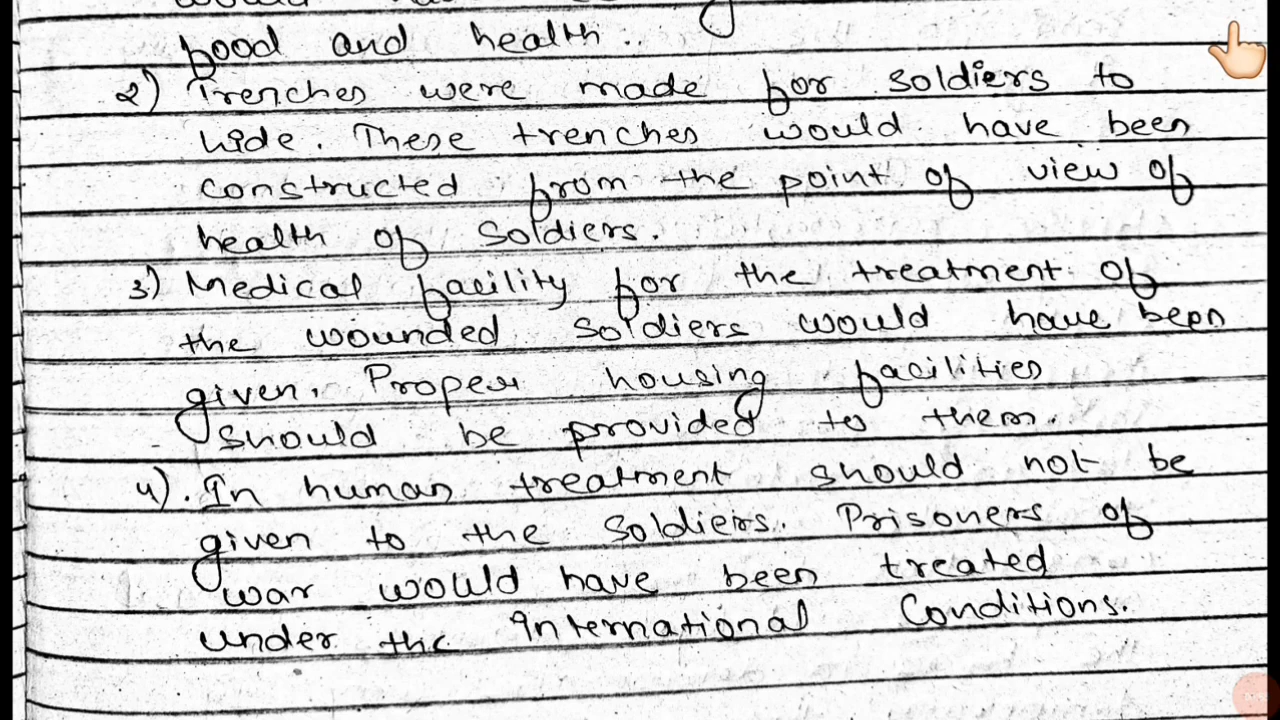 food and health.
2) Trenches were made for soldiers to
hide. These trenches would have been
constructed from the point of view of
health of soldiers.
3) Medical facility for the treatment of
the wounded soldiers would have been
given. Proper housing facilities
should be provided to them.
4). In human treatment should not be
given to the soldiers. Prisoners of
war would have been treated
under the International Conditions.